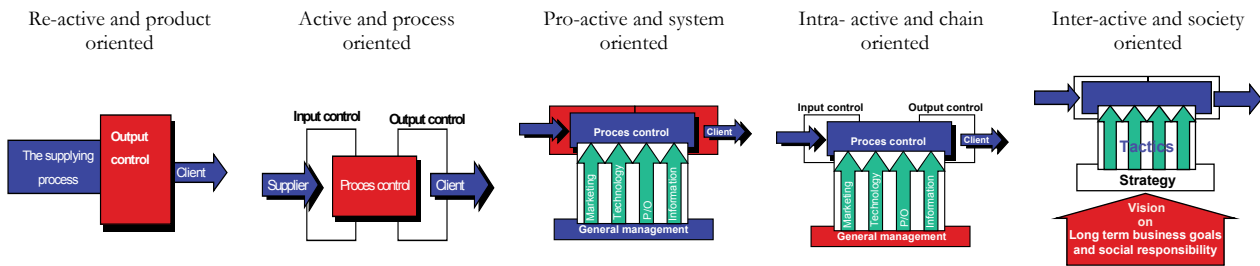 Re-active and product
oriented
Active and process
oriented
Pro-active and system
oriented
Intra- active and chain
oriented
Inter-active and society
oriented
The supplying
process
Output
control
Client
Input control
Output control
Supplier
Proces control
Client
Proces control
Client
Marketing
Technology
P/O
Information
General management
Input control
Output control
Proces control
Client
Marketing
Technology
P/O
Information
General management
Tactics
Strategy
Vision
on
Long term business goals
and social responsibility